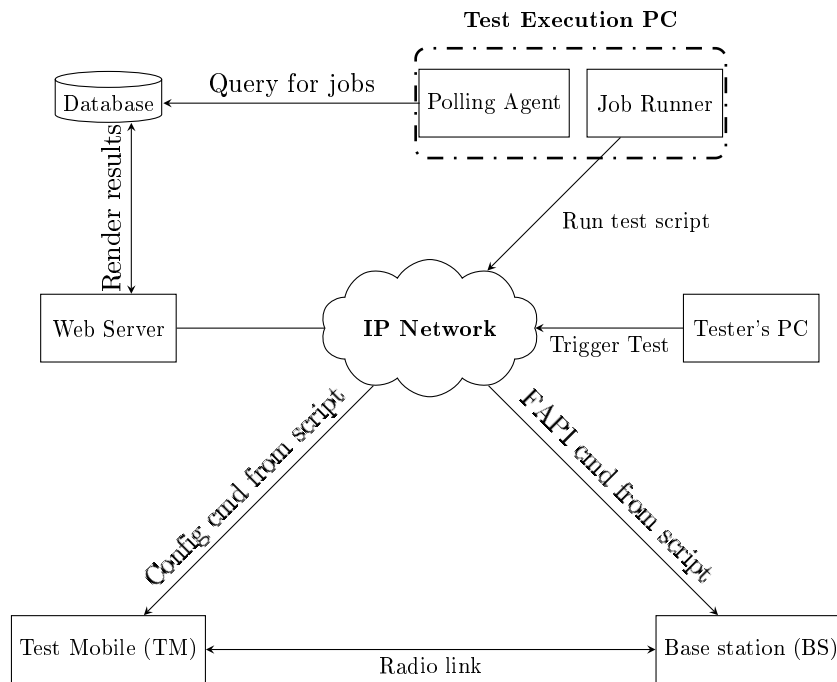 Test Execution PC
Query for jobs
Database
Polling Agent
Job Runner
Render results
Run test script
Web Server
IP Network
Trigger Test
Tester's PC
Config cmd from script
FAPI cmd from script
Test Mobile (TM)
Radio link
Base station (BS)